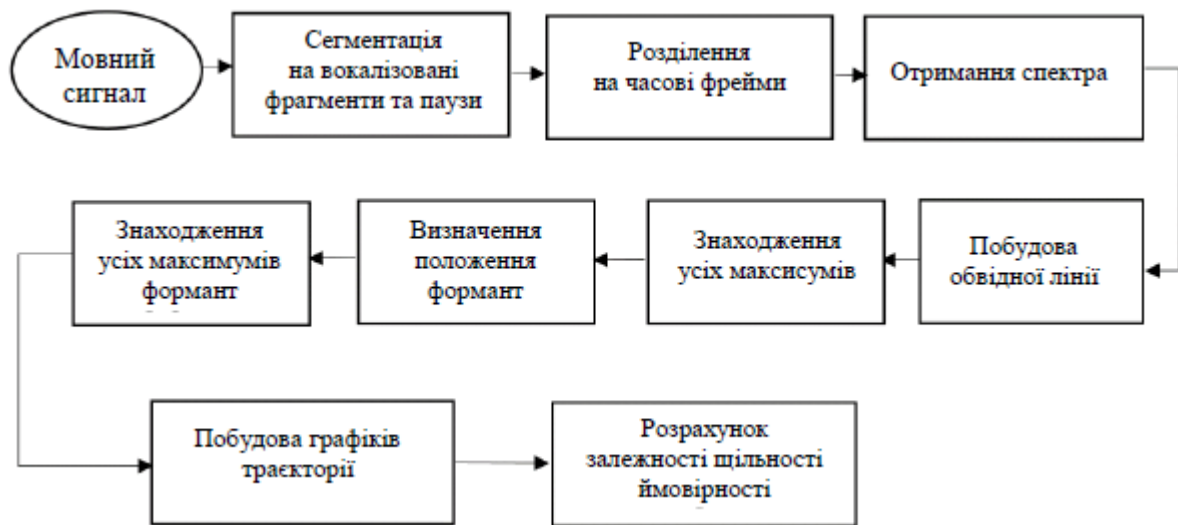 Мовний
сигнал
Сегментація
на вокалізовані
фрагменти та паузи
Розділення
на часові фрейми
Отримання спектра
Знаходження
усіх максимумів
формант
Визначення
положення
формант
Знаходження
усіх максисумів
Побудова
обвідної лінії
Побудова графіків
траєкторії
Розрахунок
залежності щільності
ймовірності